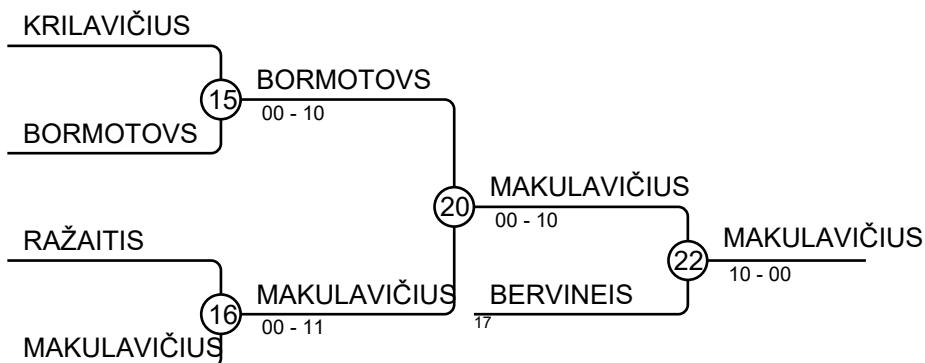 KRILAVIČIUS
15
BORMOTOVS
00 - 10
BORMOTOVS
20
MAKULAVIČIUS
00 - 10
RAŽAITIS
22
MAKULAVIČIUS
10 - 00
16
MAKULAVIČIUS
00 - 11
BERVINEIS
17
MAKULAVIČIUS